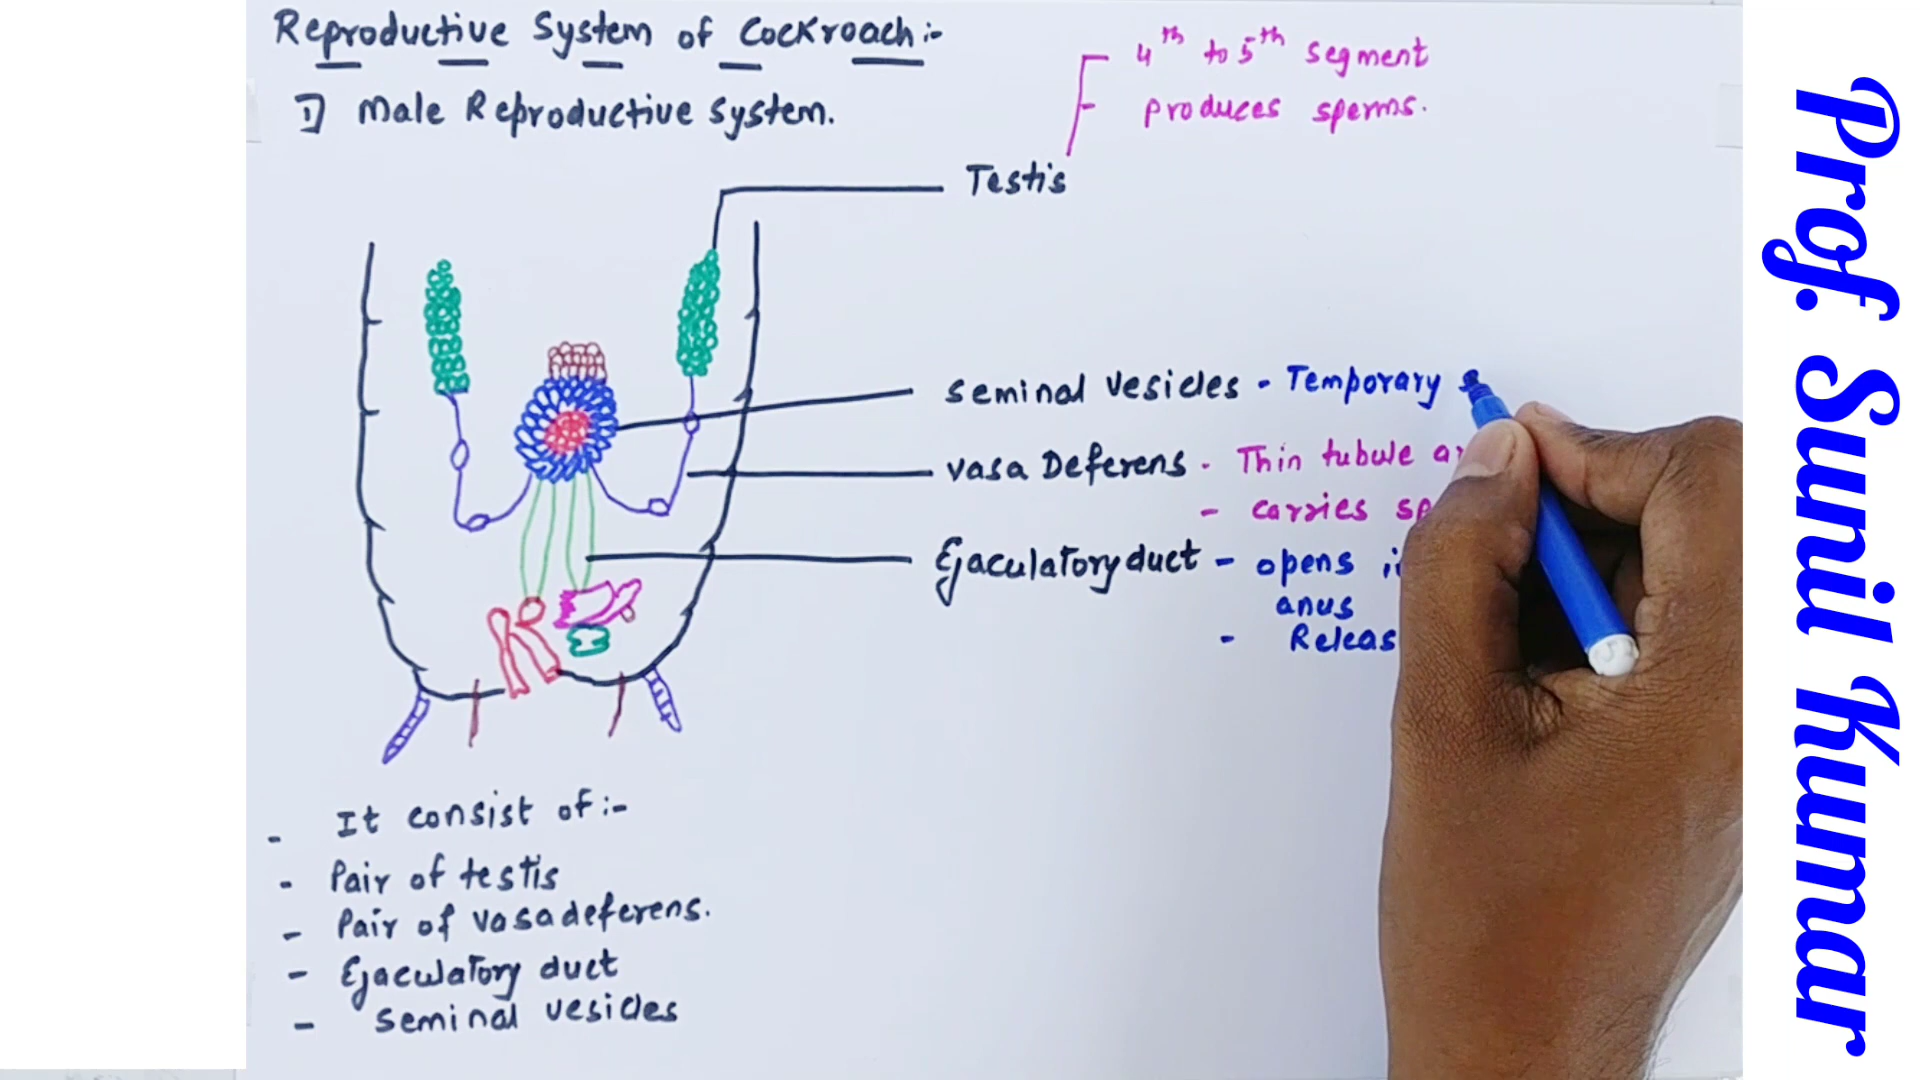 Reproductive System of Cockroach:-
1) Male Reproductive System.
4th to 5th segment
- produces sperms.
Testis
Seminal Vesicles - Temporary
Vasa Deferens - Thin tubule
- carries
Ejaculatory duct - opens
anus
- Releas
- It consist of:-
- Pair of testis
- Pair of vasadeferens.
- Ejaculatory duct
- Seminal vesicles
Prof. Sunil Kumar